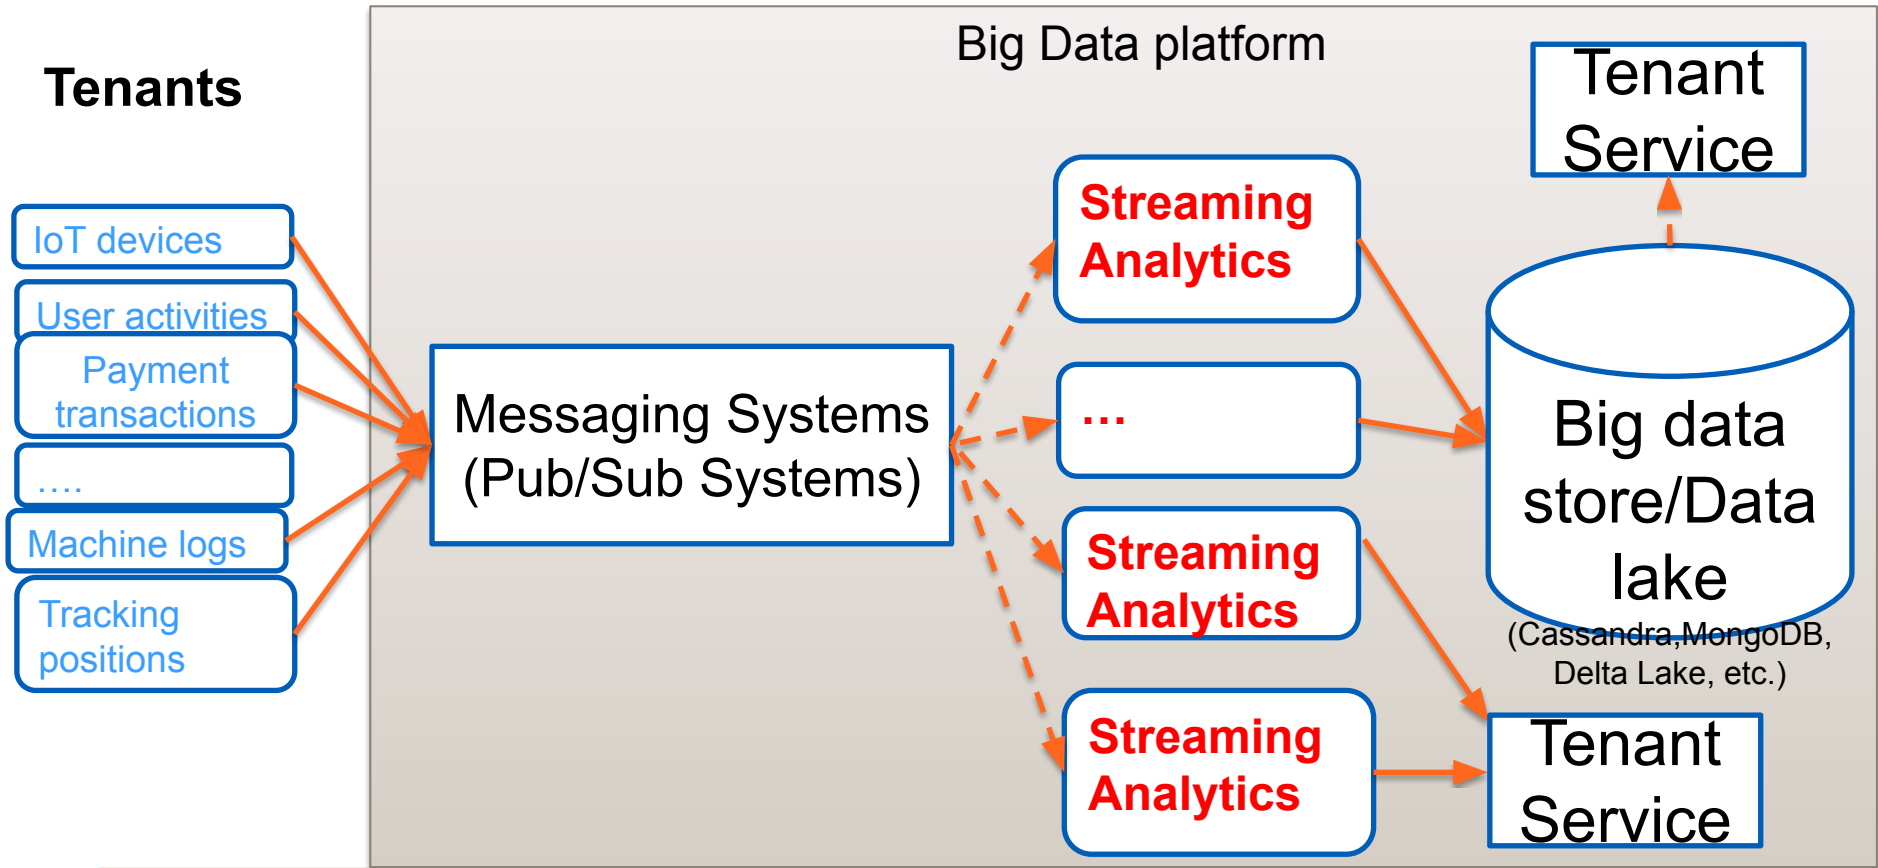 Big Data platform
Tenants
IoT devices
User activities
Payment
transactions
....
Machine logs
Tracking
positions
Messaging Systems
(Pub/Sub Systems)
Streaming
Analytics
...
Streaming
Analytics
Streaming
Analytics
Tenant
Service
Big data
store/Data
lake
(Cassandra,MongoDB,
Delta Lake, etc.)
Tenant
Service